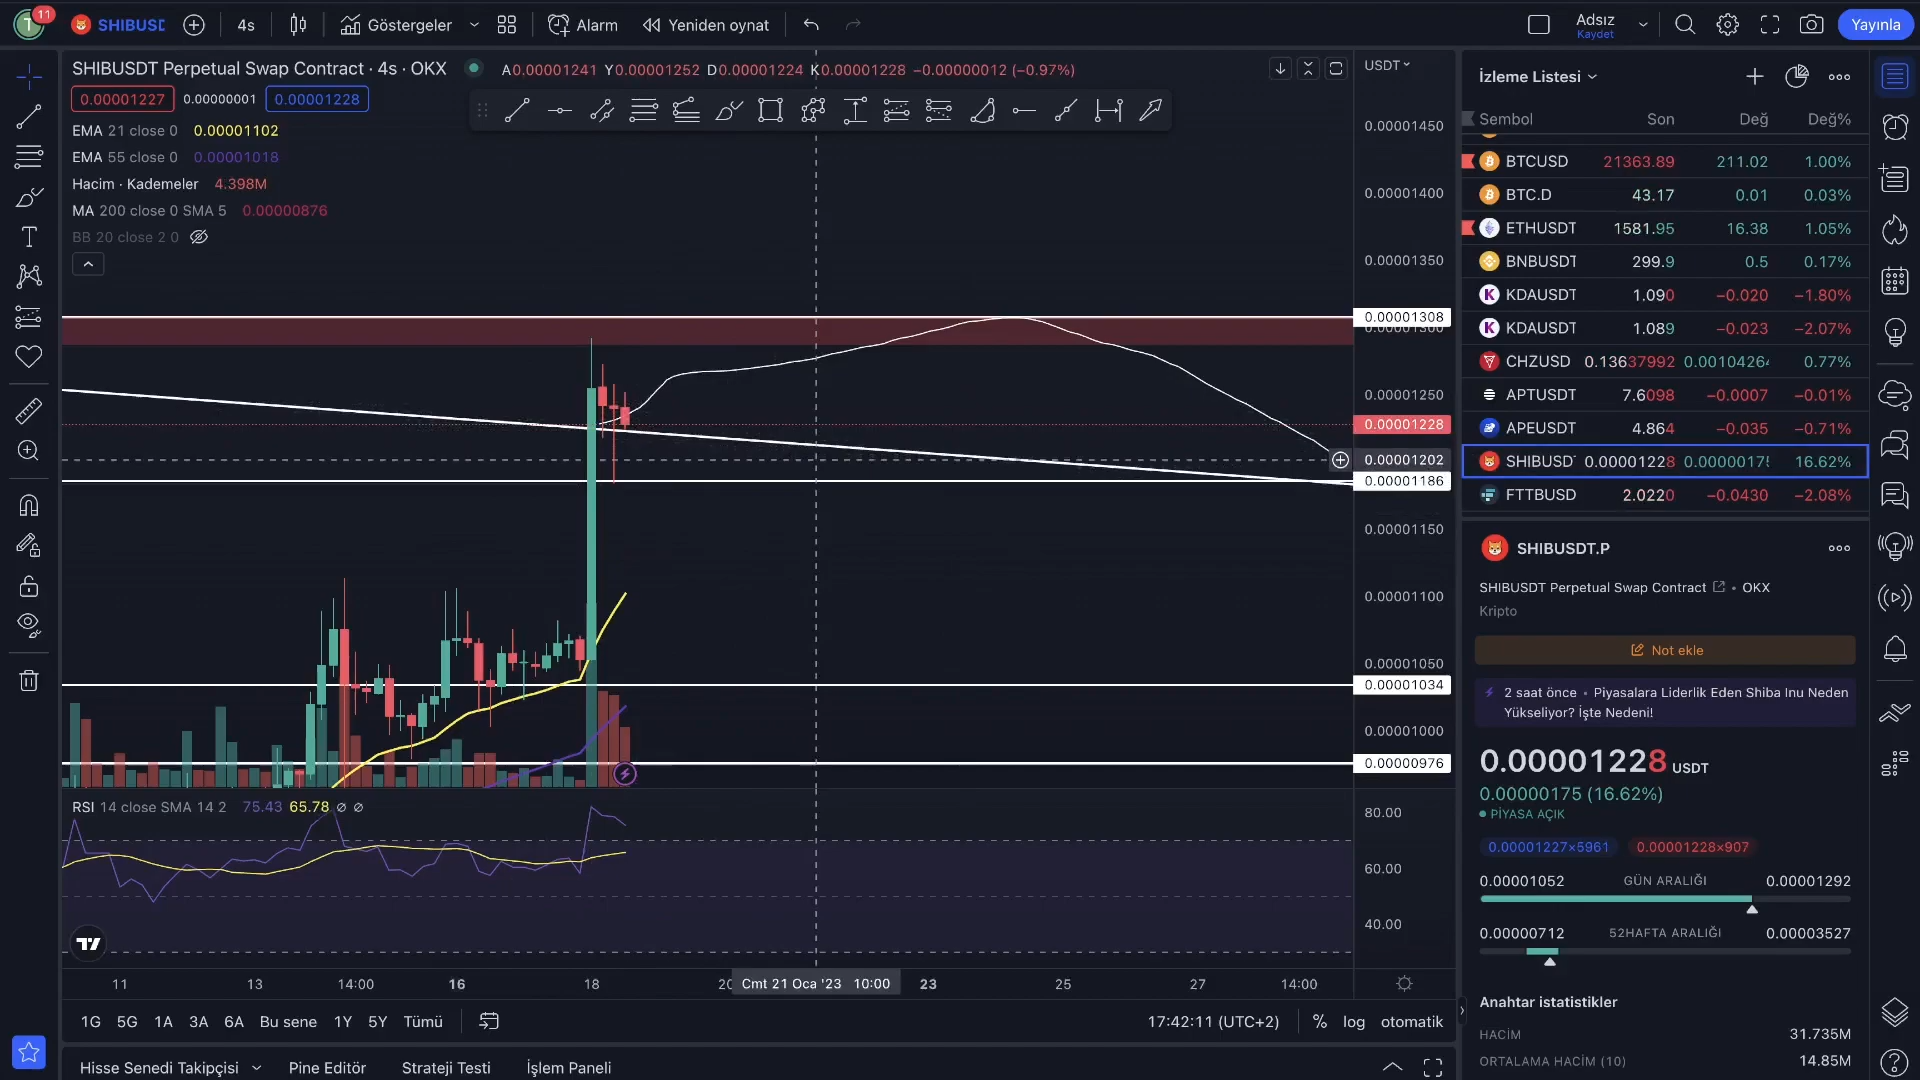 T 11
SHIBUSD
4s
Göstergeler
Alarm
Yeniden oynat
Adsız
Kaydet
Yayınla
SHIBUSDT Perpetual Swap Contract · 4s · OKX
A0.00001241 Y0.00001252 D0.00001224 K0.00001228 −0.00000012 (−0.97%)
0.00001227 0.00000001 0.00001228
EMA 21 close 0 0.00001102
EMA 55 close 0 0.00001018
Hacim · Kademeler 4.398M
MA 200 close 0 SMA 5 0.00000876
BB 20 close 2 0
USDT
0.00001450
0.00001400
0.00001350
0.00001308
0.00001300
0.00001250
0.00001228
0.00001202
0.00001186
0.00001150
0.00001100
0.00001050
0.00001034
0.00001000
0.00000976
RSI 14 close SMA 14 2 75.43 65.78 ∅ ∅
80.00
60.00
40.00
11 13 14:00 16 18 20 Cmt 21 Oca '23 10:00 23 25 27 14:00
1G 5G 1A 3A 6A Bu sene 1Y 5Y Tümü
17:42:11 (UTC+2) % log otomatik
Hisse Senedi Takipçisi Pine Editör Strateji Testi İşlem Paneli
İzleme Listesi
Sembol Son Değ Değ%
BTCUSD 21363.89 211.02 1.00%
BTC.D 43.17 0.01 0.03%
ETHUSDT 1581.95 16.38 1.05%
BNBUSDT 299.9 0.5 0.17%
KDAUSDT 1.090 −0.020 −1.80%
KDAUSDT 1.089 −0.023 −2.07%
CHZUSD 0.13637992 0.00104264 0.77%
APTUSDT 7.6098 −0.0007 −0.01%
APEUSDT 4.864 −0.035 −0.71%
SHIBUSD 0.00001228 0.00000175 16.62%
FTTBUSD 2.0220 −0.0430 −2.08%
SHIBUSDT.P
SHIBUSDT Perpetual Swap Contract • OKX
Kripto
Not ekle
2 saat önce • Piyasalara Liderlik Eden Shiba Inu Neden
Yükseliyor? İşte Nedeni!
0.00001228 USDT
0.00000175 (16.62%)
PİYASA AÇIK
0.00001227×5961 0.00001228×907
0.00001052 GÜN ARALIĞI 0.00001292
0.00000712 52HAFTA ARALIĞI 0.00003527
Anahtar istatistikler
HACİM 31.735M
ORTALAMA HACİM (10) 14.85M